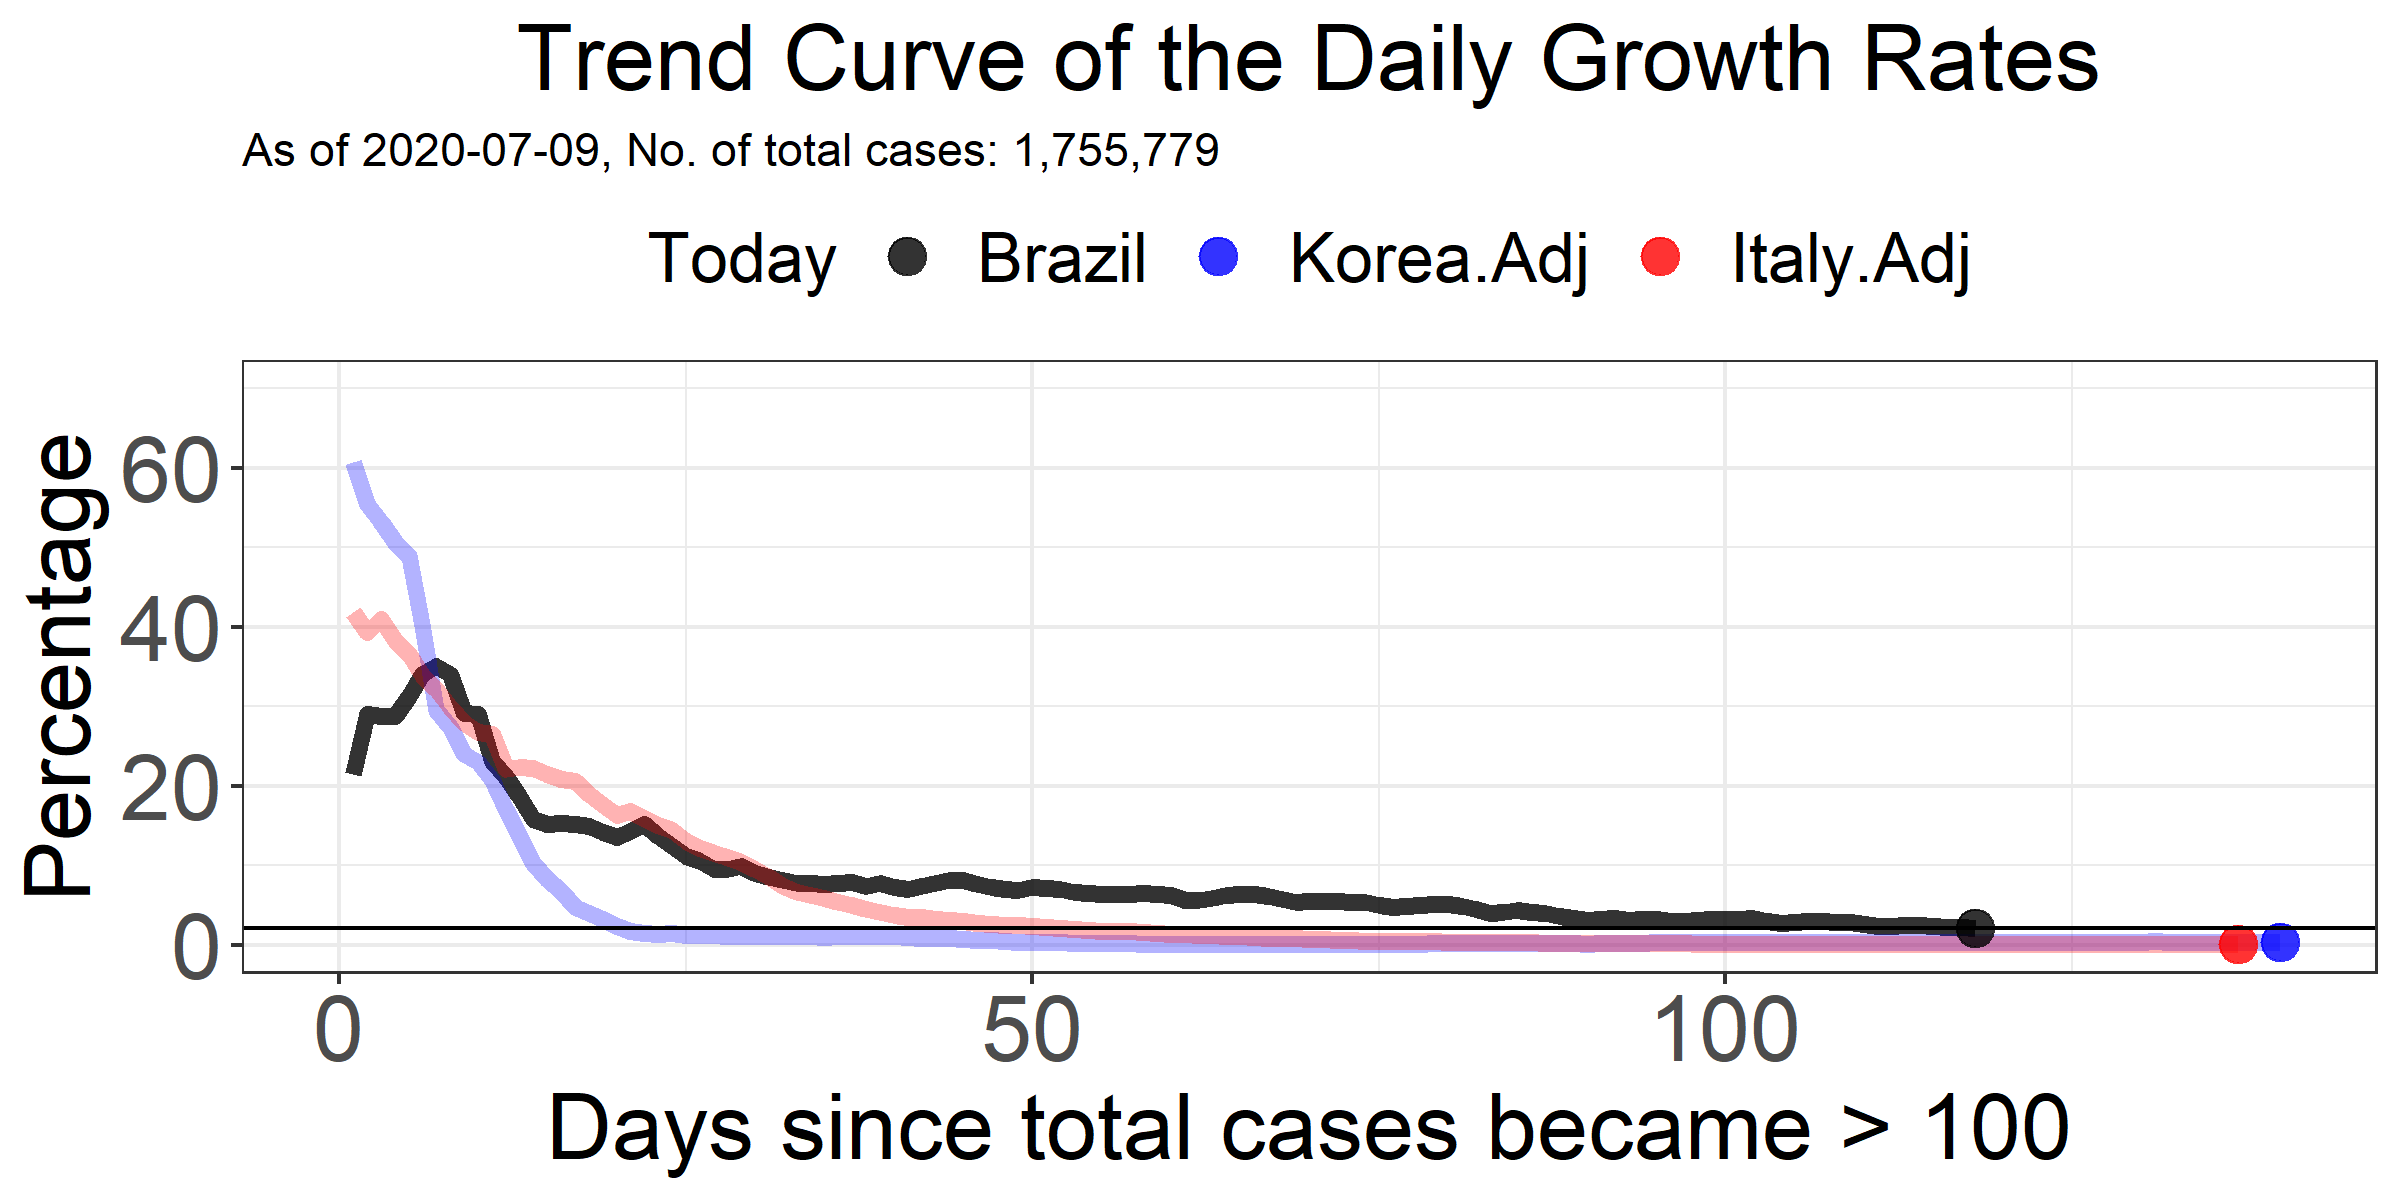 Trend Curve of the Daily Growth Rates
As of 2020-07-09, No. of total cases: 1,755,779
Today Brazil Korea.Adj Italy.Adj
Percentage
60
40
20
0
0 50 100
Days since total cases became > 100